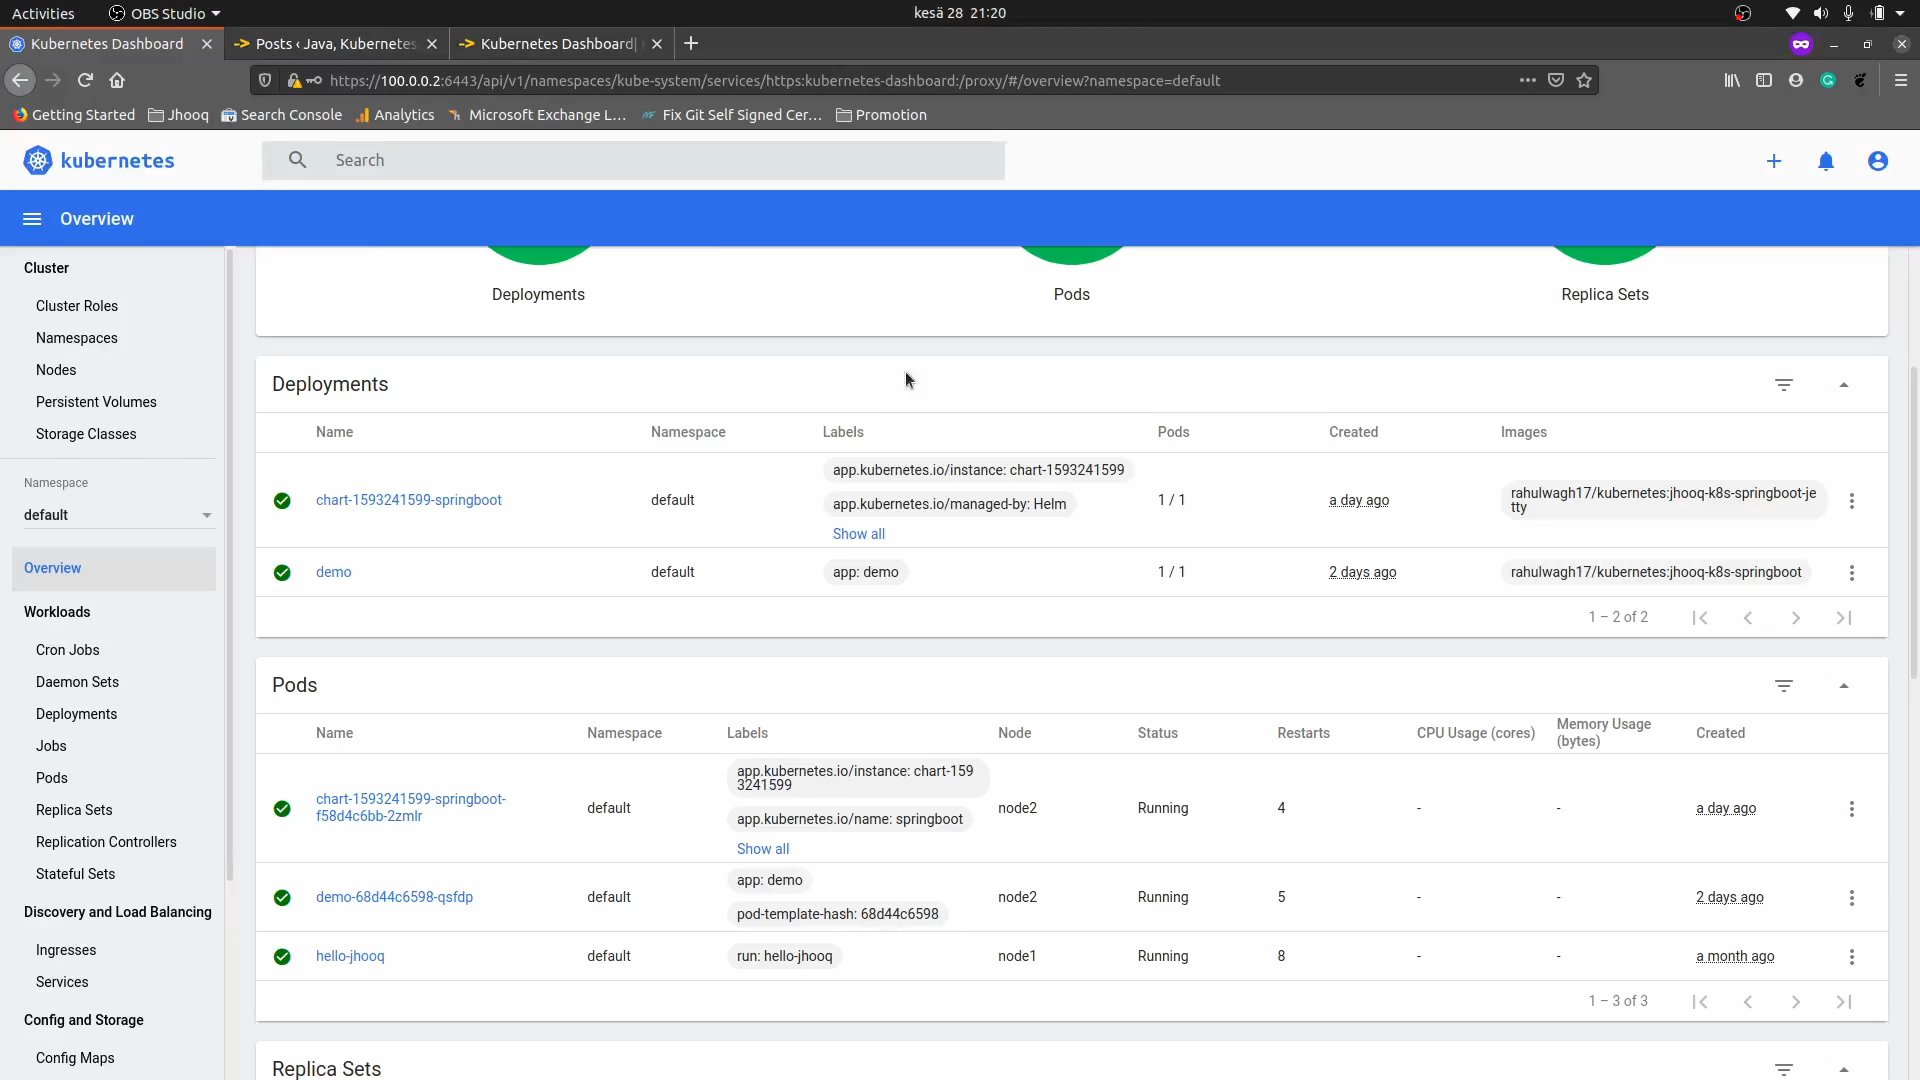 Activities
OBS Studio
kesä 28 21:20
Kubernetes Dashboard
Posts ‹ Java, Kubernetes
Kubernetes Dashboard|
https://100.0.0.2:6443/api/v1/namespaces/kube-system/services/https:kubernetes-dashboard:/proxy/#/overview?namespace=default
Getting Started
Jhooq
Search Console
Analytics
Microsoft Exchange L...
Fix Git Self Signed Cer...
Promotion
kubernetes
Search
Overview
Cluster
Cluster Roles
Namespaces
Nodes
Persistent Volumes
Storage Classes
Namespace
default
Overview
Workloads
Cron Jobs
Daemon Sets
Deployments
Jobs
Pods
Replica Sets
Replication Controllers
Stateful Sets
Discovery and Load Balancing
Ingresses
Services
Config and Storage
Config Maps
Deployments
Pods
Replica Sets
Deployments
Name
Namespace
Labels
Pods
Created
Images
chart-1593241599-springboot
default
app.kubernetes.io/instance: chart-1593241599
app.kubernetes.io/managed-by: Helm
Show all
1 / 1
a day ago
rahulwagh17/kubernetes:jhooq-k8s-springboot-je
tty
demo
default
app: demo
1 / 1
2 days ago
rahulwagh17/kubernetes:jhooq-k8s-springboot
1 – 2 of 2
Pods
Name
Namespace
Labels
Node
Status
Restarts
CPU Usage (cores)
Memory Usage
(bytes)
Created
chart-1593241599-springboot-
f58d4c6bb-2zmlr
default
app.kubernetes.io/instance: chart-159
3241599
app.kubernetes.io/name: springboot
Show all
node2
Running
4
-
-
a day ago
demo-68d44c6598-qsfdp
default
app: demo
pod-template-hash: 68d44c6598
node2
Running
5
-
-
2 days ago
hello-jhooq
default
run: hello-jhooq
node1
Running
8
-
-
a month ago
1 – 3 of 3
Replica Sets